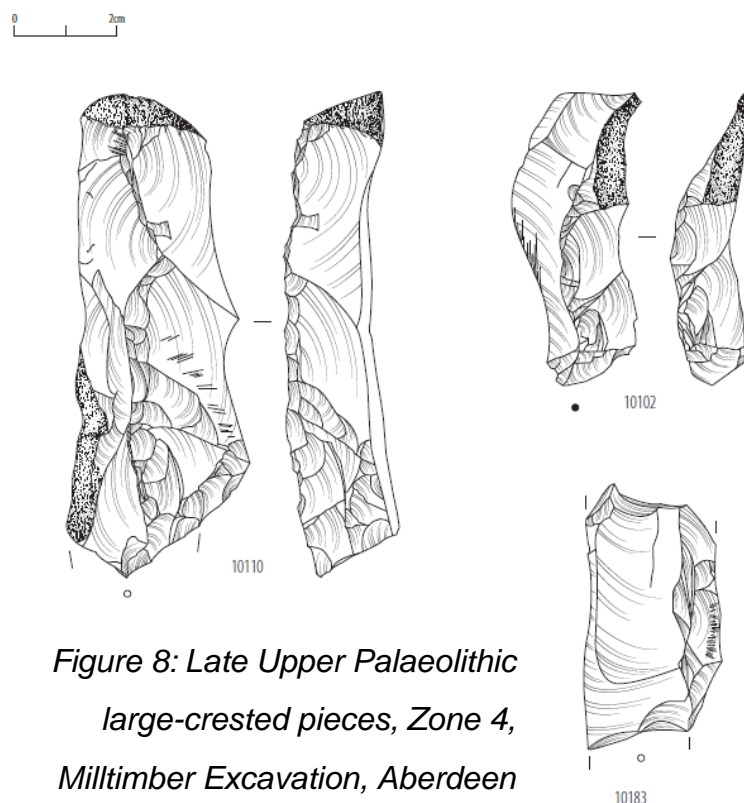 0 2cm
10110
10102
10183
Figure 8: Late Upper Palaeolithic
large-crested pieces, Zone 4,
Milltimber Excavation, Aberdeen